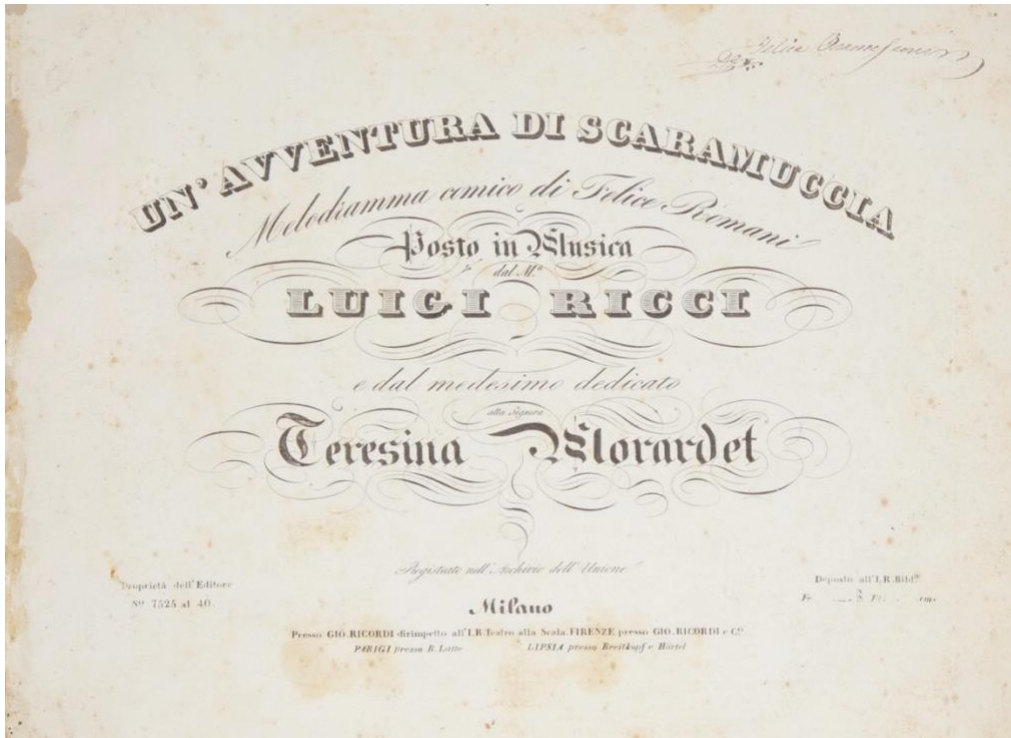 Felice
UN' AVVENTURA DI SCARAMUCCIA
Melodramma comico di Felice Romani
Posto in Musica
dal M.º
LUIGI RICCI
e dal medesimo dedicato
alla Signora
Teresina Morardet
Registrato nell'Archivio dell'Unione
Proprietà dell'Editore
Nº 7525 al 40.
Deposto all'I.R.Bibl.ª
Milano
Presso GIO. RICORDI dirimpetto all'I.R.Teatro alla Scala. FIRENZE presso GIO. RICORDI e C.º
PARIGI presso B. Latte LIPSIA presso Breitkopf e Härtel